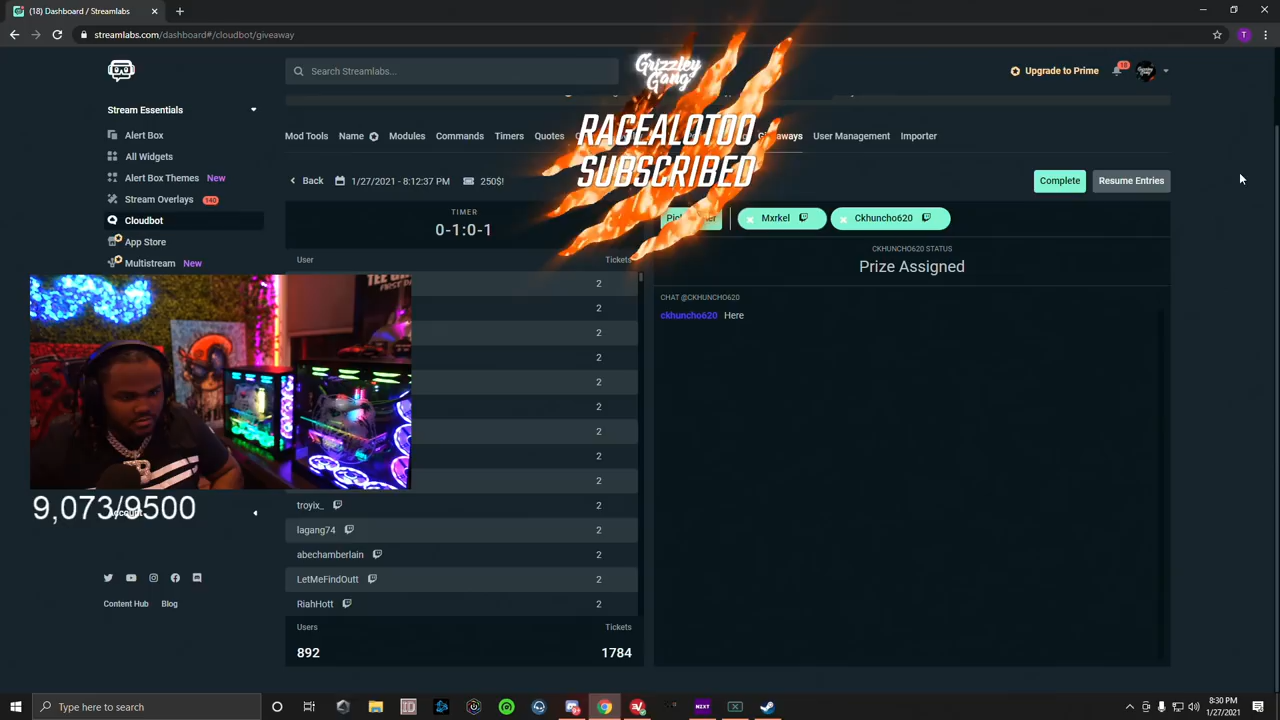 (18) Dashboard / Streamlabs
streamlabs.com/dashboard#/cloudbot/giveaway
T
Search Streamlabs...
Grizzley
Gang
Upgrade to Prime
12
Stream Essentials
Alert Box
All Widgets
Alert Box Themes New
Stream Overlays 140
Cloudbot
App Store
Multistream New
Mod Tools Name Modules Commands Timers Quotes
User Management Importer
RAGEALOTOO
SUBSCRIBED
Back 1/27/2021 - 8:12:37 PM 250$!
Complete Resume Entries
TIMER
0-1:0-1
Mxrkel Ckhuncho620
CKHUNCHO620 STATUS
Prize Assigned
User Tickets
2
2
2
2
2
2
2
2
2
troyix_ 2
lagang74 2
abechamberlain 2
LetMeFindOutt 2
RiahHott 2
Users Tickets
892 1784
CHAT @CKHUNCHO620
ckhuncho620 Here
9,073/9500
Account
Content Hub Blog
Type here to search
N2XT
8:30 PM
1/27/2021